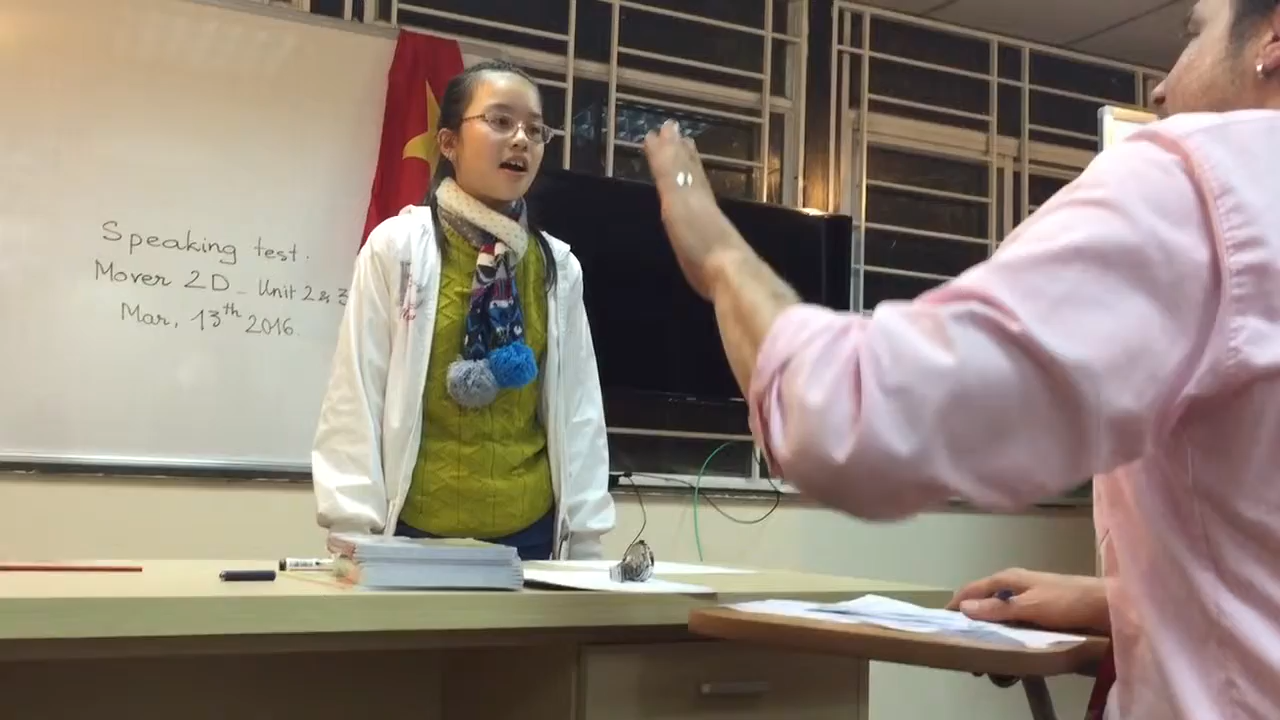 Speaking test.
Mover 2D - Unit 2 & 3
Mar, 13th 2016.